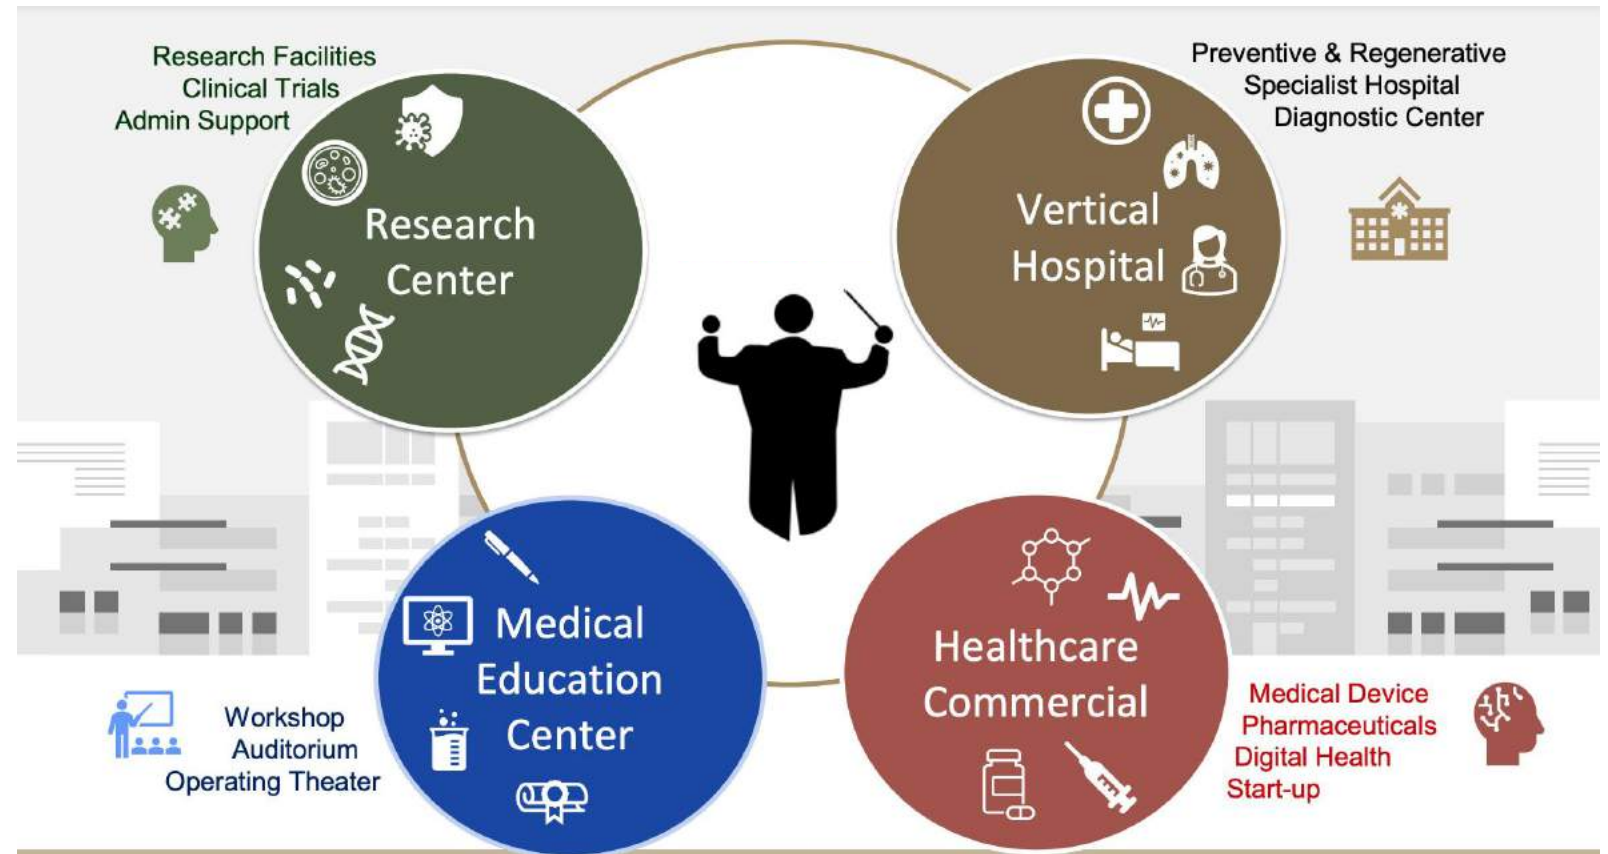 Research Facilities
Clinical Trials
Admin Support
Research
Center
Preventive & Regenerative
Specialist Hospital
Diagnostic Center
Vertical
Hospital
Medical
Education
Center
Workshop
Auditorium
Operating Theater
Healthcare
Commercial
Medical Device
Pharmaceuticals
Digital Health
Start-up